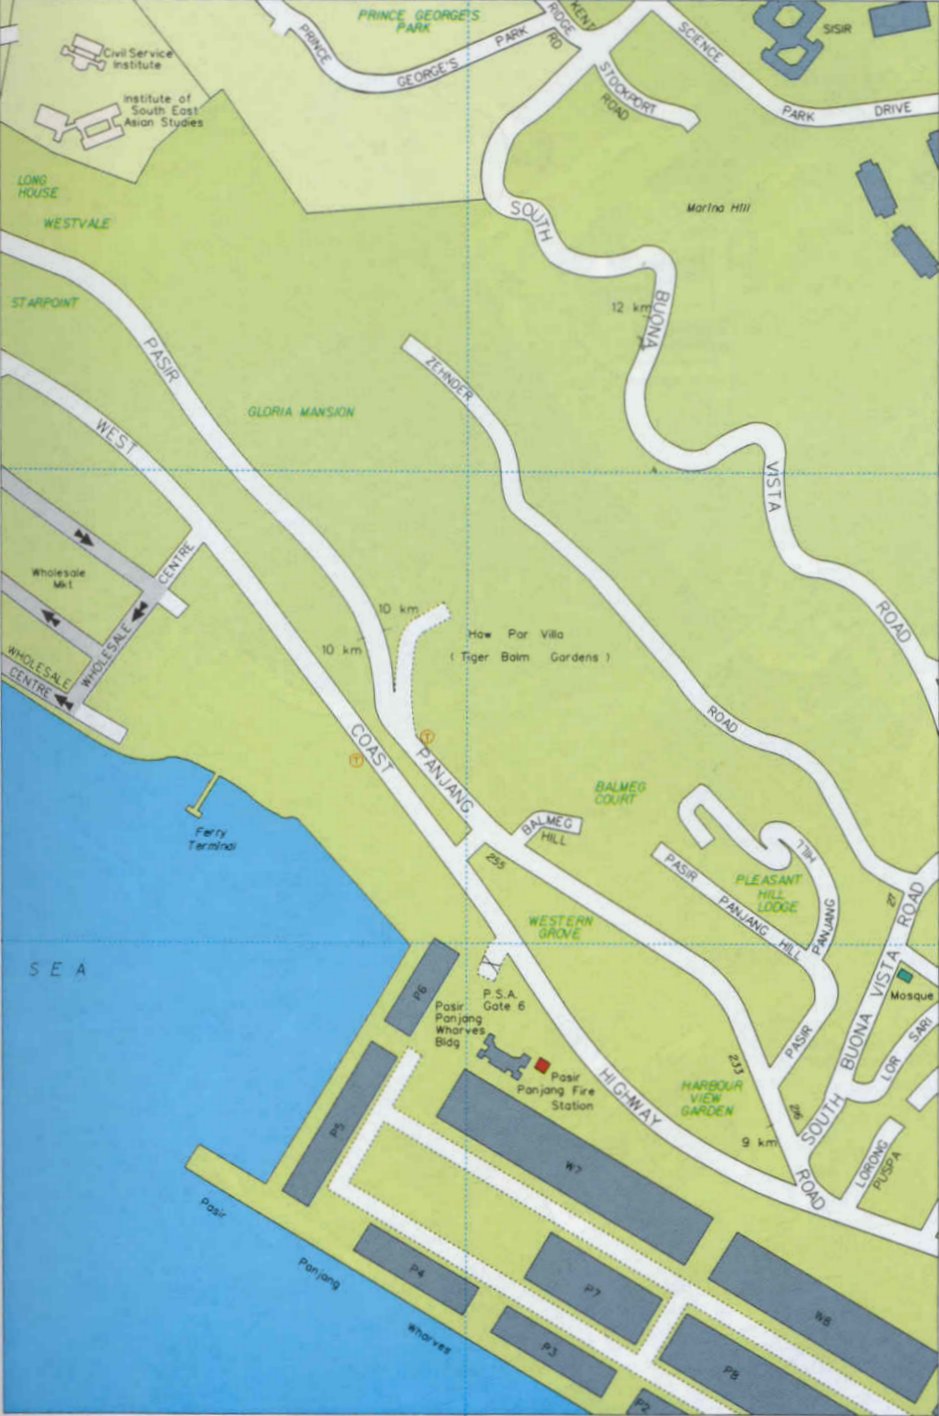 PRINCE GEORGE'S
PARK
KENT
RIDGE
RD
SCIENCE
PARK
DRIVE
SISIR
PRINCE
GEORGE'S
PARK
STOCKPORT
ROAD
Civil Service
Institute
Institute of
South East
Asian Studies
LONG
HOUSE
WESTVALE
STARPOINT
Marina Hill
SOUTH
BUONA
VISTA
ROAD
12 km
PASIR
ZEHNDER
ROAD
GLORIA MANSION
WEST
Wholesale
Mkt.
CENTRE
WHOLESALE
WHOLESALE
CENTRE
10 km
10 km
Haw Par Villa
( Tiger Balm Gardens )
COAST
T
T
PANJANG
Ferry
Terminal
BALMEG
COURT
BALMEG
HILL
255
PASIR
PANJANG
HILL
PLEASANT
HILL
LODGE
HILL
PANJANG
PASIR
WESTERN
GROVE
27
ROAD
VISTA
BUONA
SOUTH
Mosque
LOR
SARI
SEA
P6
P.S.A.
Gate 6
Pasir
Panjang
Wharves
Bldg
Pasir
Panjang Fire
Station
HIGHWAY
HARBOUR
VIEW
GARDEN
233
216
9 km
ROAD
LORONG
PUSPA
P5
W7
Pasir
Panjang
Wharves
P4
P7
P3
W8
P8
P2